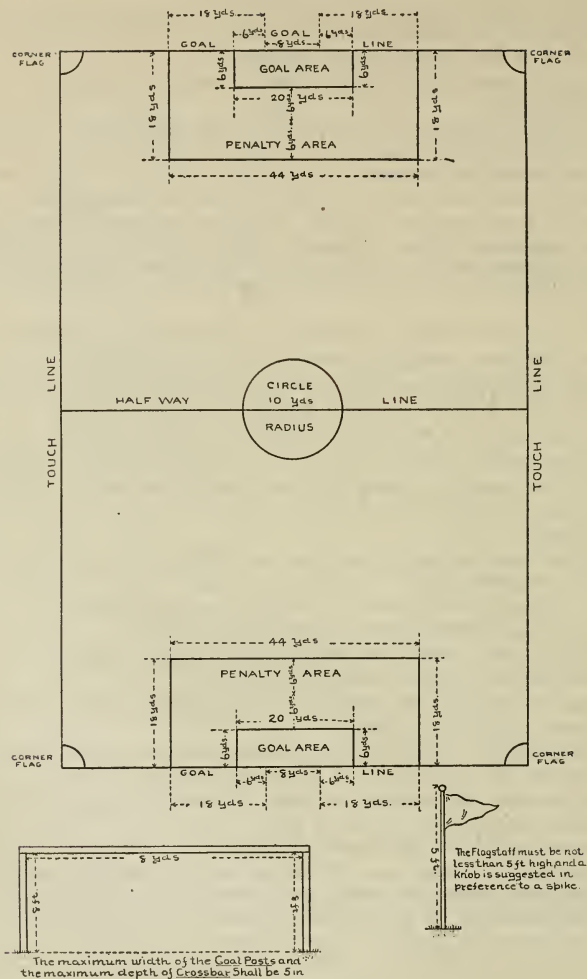 18 yds
18 yds
6 yds GOAL 6 yds
8 yds
GOAL LINE
CORNER FLAG
CORNER FLAG
GOAL AREA
6 yds
6 yds
20 yds
18 yds
18 yds
6 yds.
6 yds.
PENALTY AREA
44 yds
TOUCH LINE
TOUCH LINE
CIRCLE
HALF WAY 10 yds LINE
RADIUS
44 yds
PENALTY AREA
6 yds
18 yds
18 yds
20 yds
6 yds.
6 yds
GOAL AREA
CORNER
FLAG
CORNER
FLAG
GOAL LINE
6 yds 8 yds 6 yds
18 yds 18 yds.
8 yds
8 ft
8 ft
5 ft.
The Flagstaff must be not
less than 5 ft high, and a
Knob is suggested in
preference to a spike.
The maximum width of the Goal Posts and
the maximum depth of Crossbar Shall be 5 in